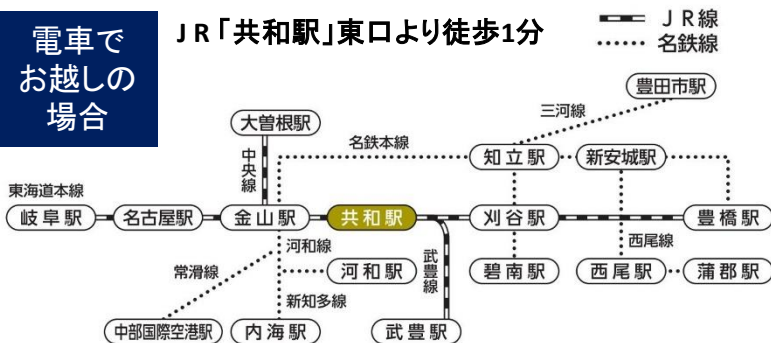 電車で
お越しの
場合
JR「共和駅」東口より徒歩1分
JR線
名鉄線
豊田市駅
三河線
大曽根駅
名鉄本線
知立駅
新安城駅
中央線
東海道本線
岐阜駅
名古屋駅
金山駅
共和駅
刈谷駅
豊橋駅
河和線
西尾線
常滑線
河和駅
武豊線
碧南駅
西尾駅
蒲郡駅
新知多線
中部国際空港駅
内海駅
武豊駅